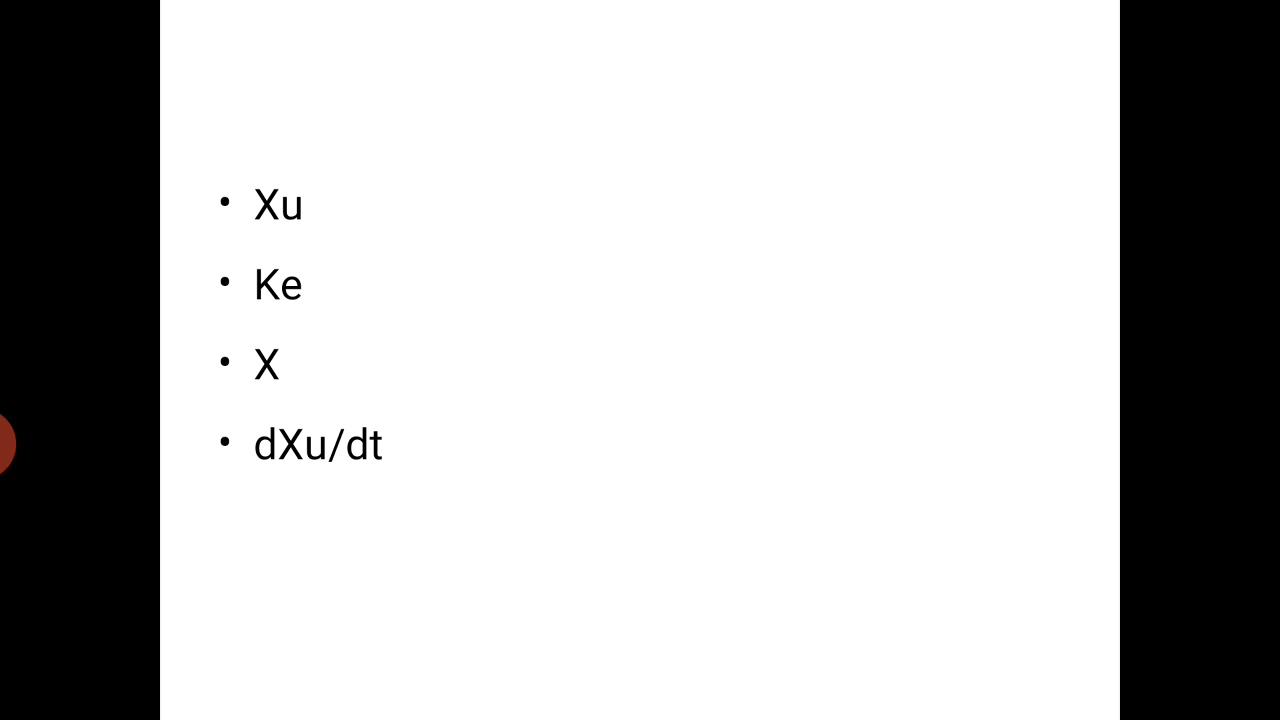 • Xu
• Ke
• X
• dXu/dt